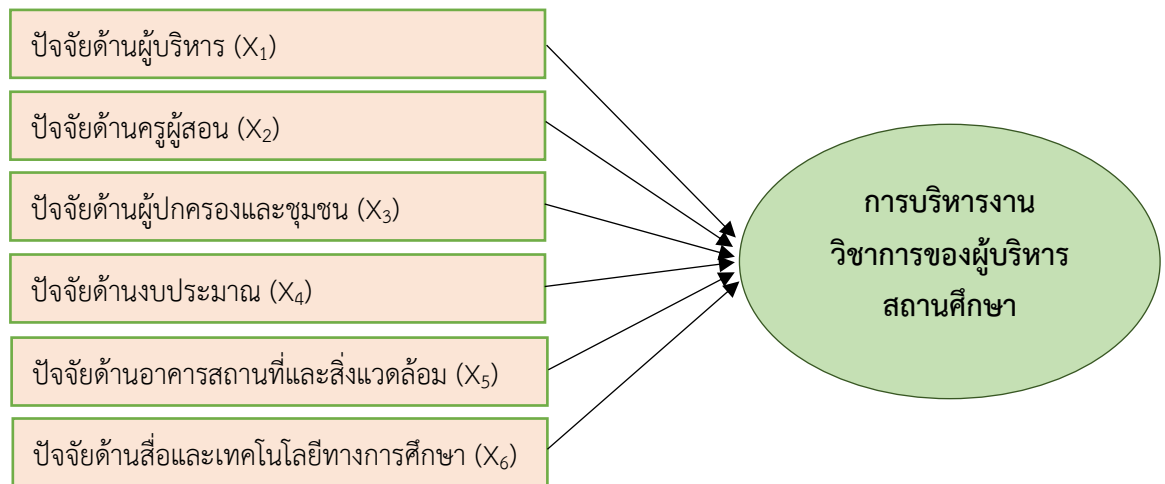 ปัจจัยด้านผู้บริหาร (X₁)
ปัจจัยด้านครูผู้สอน (X₂)
ปัจจัยด้านผู้ปกครองและชุมชน (X₃)
ปัจจัยด้านงบประมาณ (X₄)
ปัจจัยด้านอาคารสถานที่และสิ่งแวดล้อม (X₅)
ปัจจัยด้านสื่อและเทคโนโลยีทางการศึกษา (X₆)
การบริหารงาน
วิชาการของผู้บริหาร
สถานศึกษา